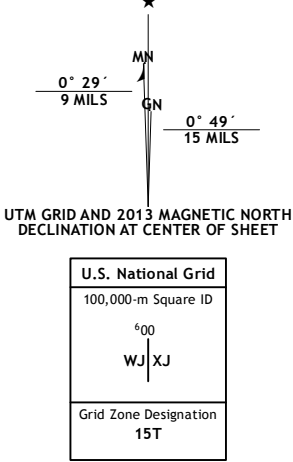 ★
MN
0° 29´
9 MILS
GN
0° 49´
15 MILS
UTM GRID AND 2013 MAGNETIC NORTH
DECLINATION AT CENTER OF SHEET
U.S. National Grid
100,000-m Square ID
⁶00
WJ XJ
Grid Zone Designation
15T